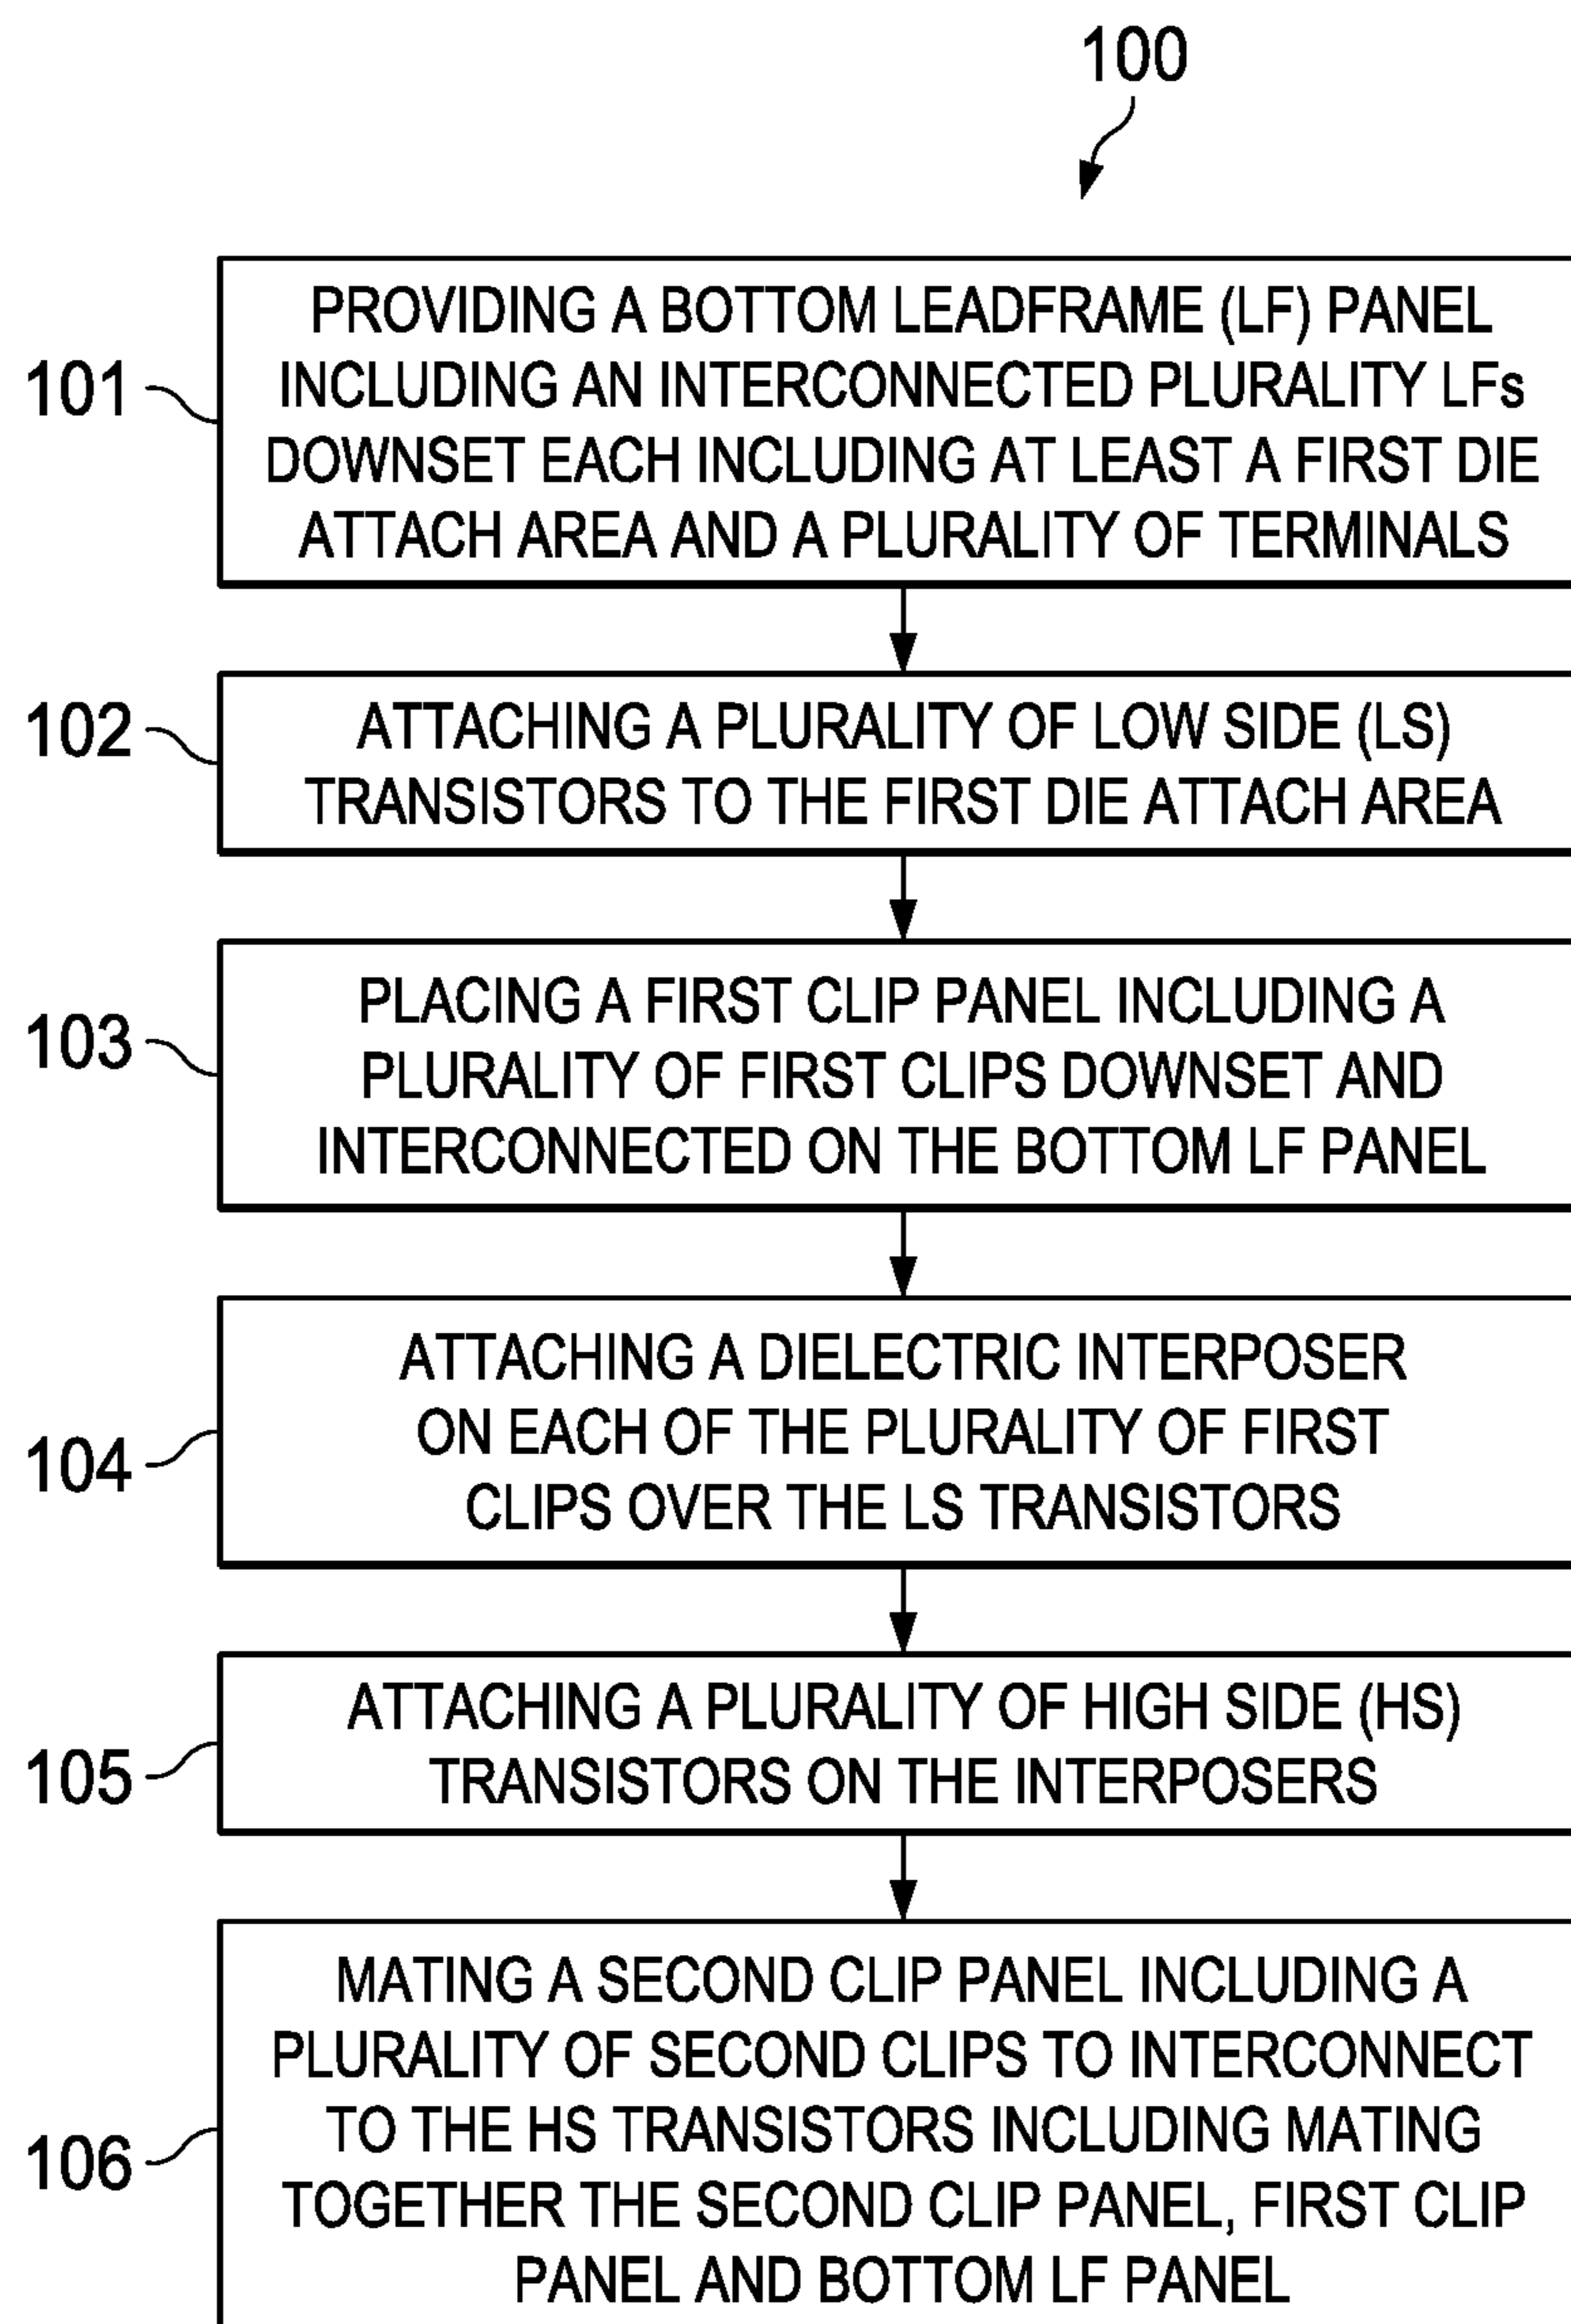 100
101
PROVIDING A BOTTOM LEADFRAME (LF) PANEL
INCLUDING AN INTERCONNECTED PLURALITY LFs
DOWNSET EACH INCLUDING AT LEAST A FIRST DIE
ATTACH AREA AND A PLURALITY OF TERMINALS
102
ATTACHING A PLURALITY OF LOW SIDE (LS)
TRANSISTORS TO THE FIRST DIE ATTACH AREA
103
PLACING A FIRST CLIP PANEL INCLUDING A
PLURALITY OF FIRST CLIPS DOWNSET AND
INTERCONNECTED ON THE BOTTOM LF PANEL
104
ATTACHING A DIELECTRIC INTERPOSER
ON EACH OF THE PLURALITY OF FIRST
CLIPS OVER THE LS TRANSISTORS
105
ATTACHING A PLURALITY OF HIGH SIDE (HS)
TRANSISTORS ON THE INTERPOSERS
106
MATING A SECOND CLIP PANEL INCLUDING A
PLURALITY OF SECOND CLIPS TO INTERCONNECT
TO THE HS TRANSISTORS INCLUDING MATING
TOGETHER THE SECOND CLIP PANEL, FIRST CLIP
PANEL AND BOTTOM LF PANEL